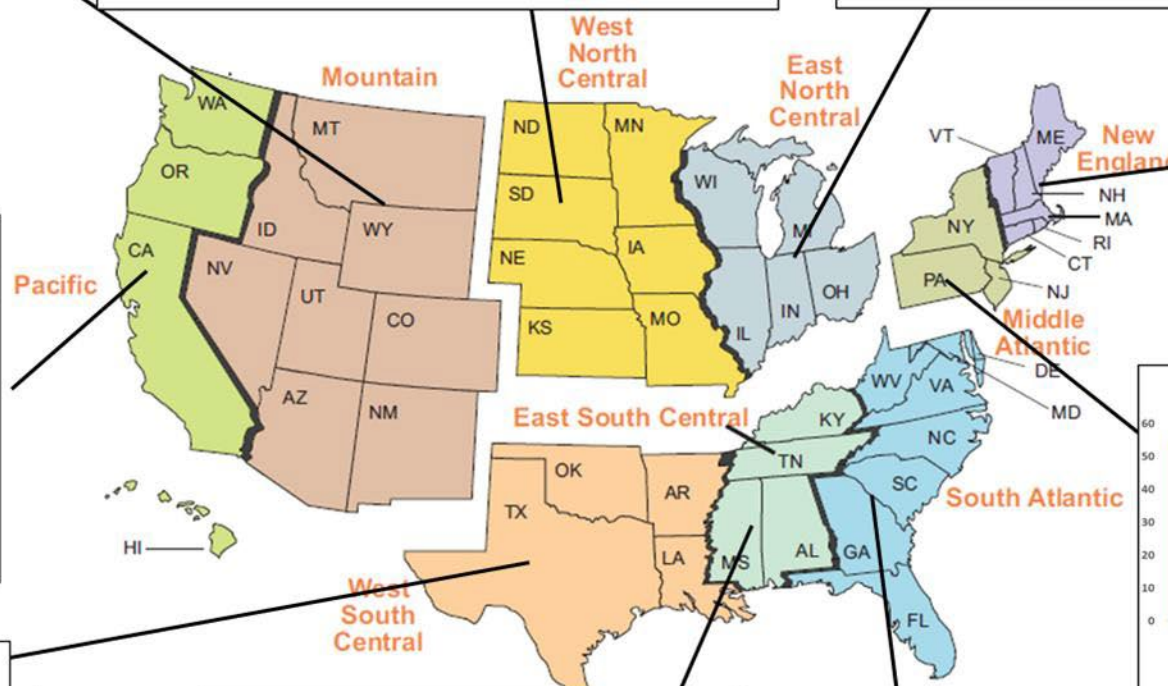 West
North
Central
Mountain
East
North
Central
New
England
Pacific
WA
OR
CA
HI
MT
ID
WY
NV
UT
CO
AZ
NM
ND
MN
SD
NE
IA
KS
MO
WI
MI
IL
IN
OH
VT
ME
NH
MA
RI
CT
NY
PA
NJ
Middle
Atlantic
DE
MD
WV
VA
NC
SC
GA
FL
South Atlantic
East South Central
KY
TN
MS
AL
OK
TX
AR
LA
West
South
Central
60
50
40
30
20
10
0